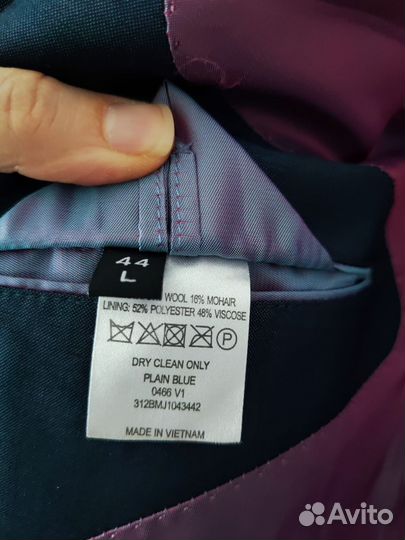 44
L
WOOL 16% MOHAIR
LINING: 52% POLYESTER 48% VISCOSE
P
DRY CLEAN ONLY
PLAIN BLUE
0466 V1
312BMJ1043442
MADE IN VIETNAM
Avito